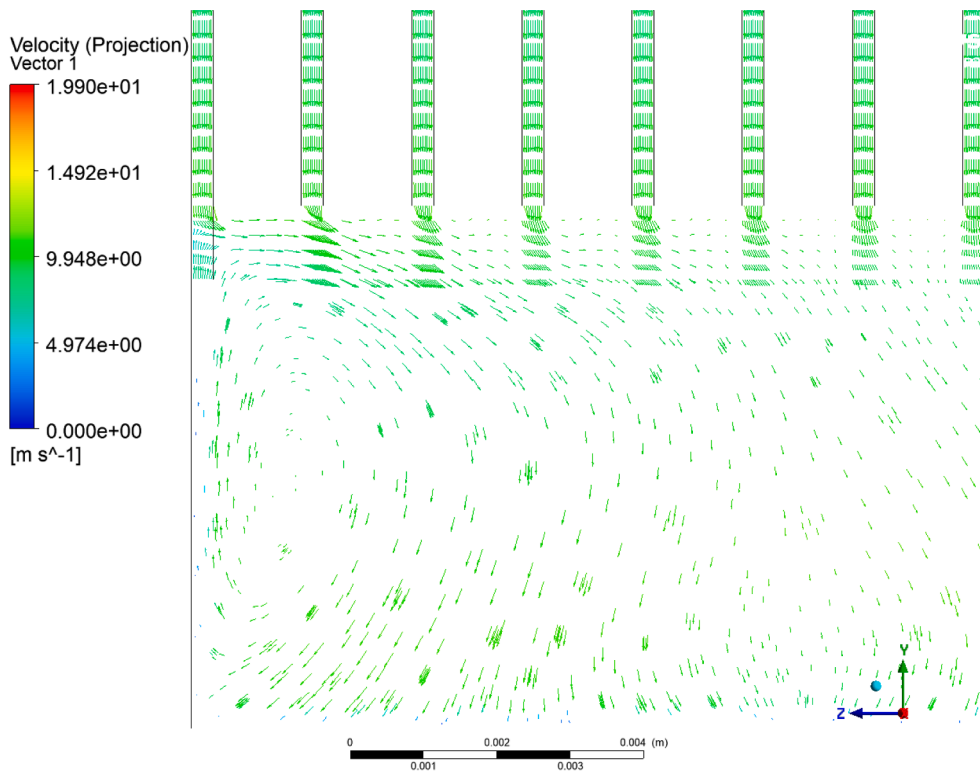 Velocity (Projection)
Vector 1
1.990e+01
1.492e+01
9.948e+00
4.974e+00
0.000e+00
[m s^-1]
Y
Z
0 0.002 0.004 (m)
0.001 0.003